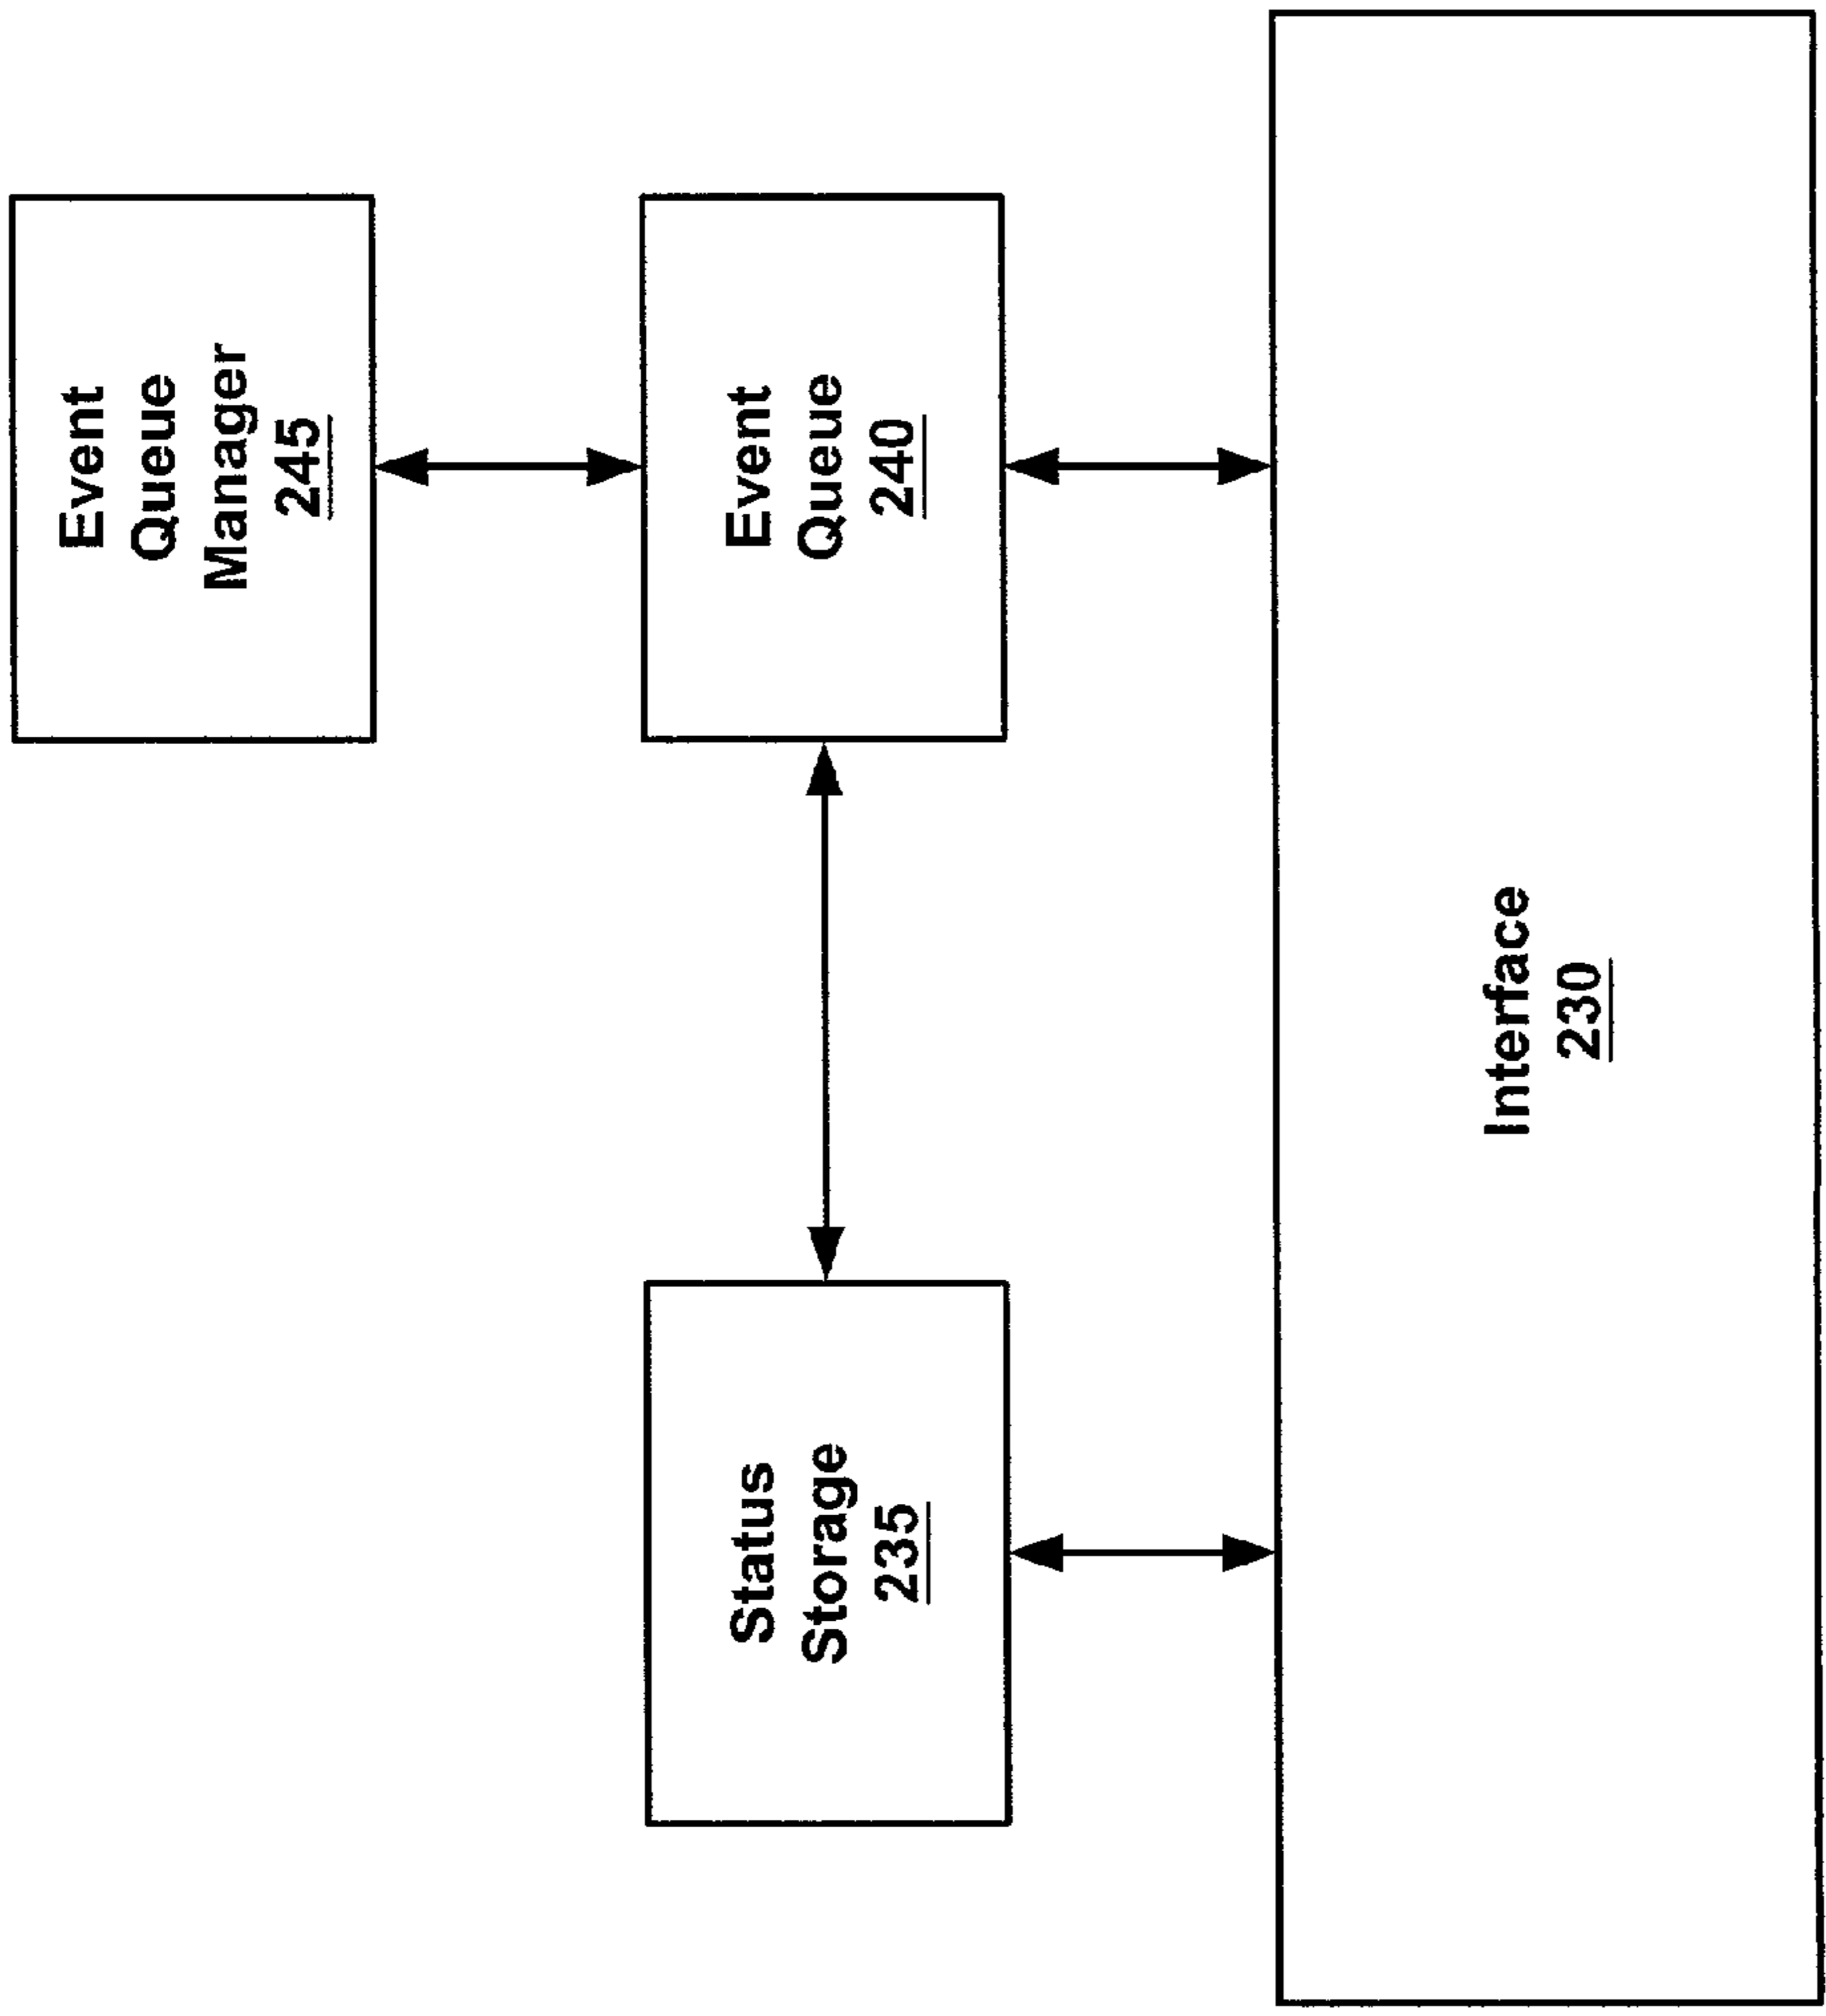 Event
Queue
Manager
245
Event
Queue
240
Status
Storage
235
Interface
230